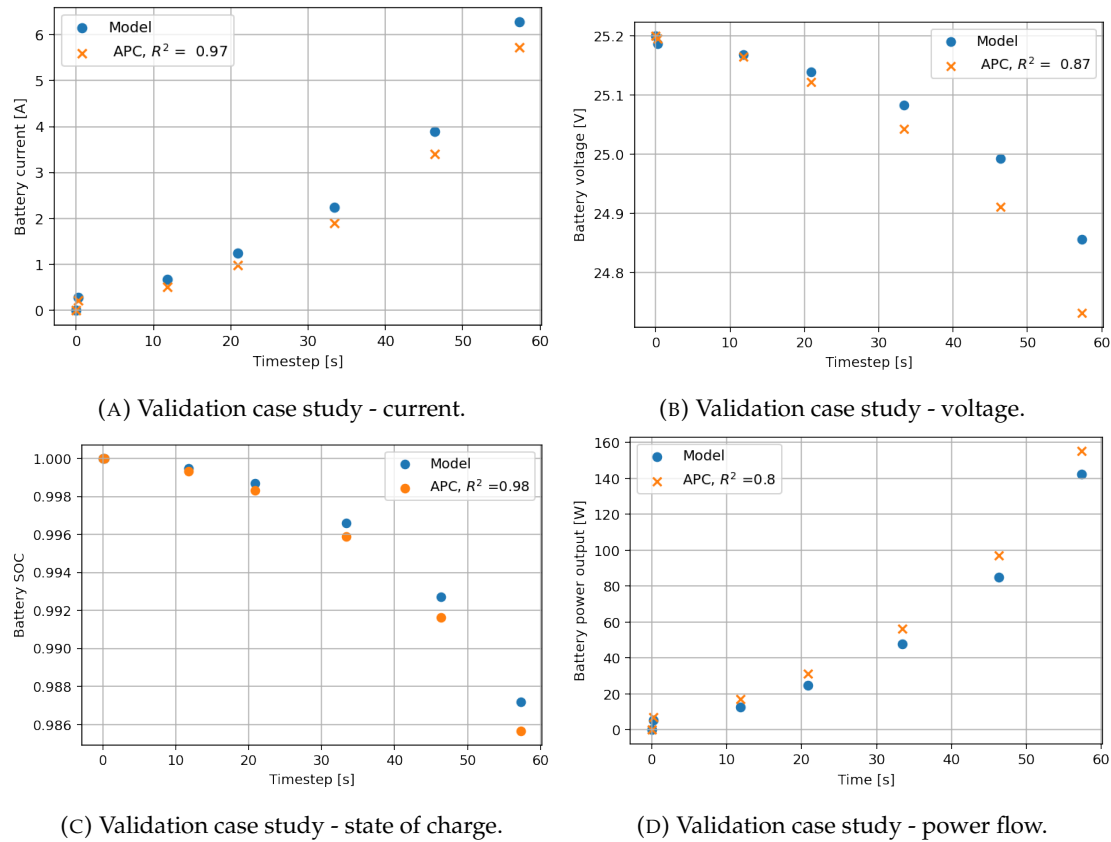 6
5
4
3
2
1
0
Battery current [A]
Model
APC, R² = 0.97
0 10 20 30 40 50 60
Timestep [s]
(A) Validation case study - current.
25.2
25.1
25.0
24.9
24.8
Battery voltage [V]
Model
APC, R² = 0.87
0 10 20 30 40 50 60
Timestep [s]
(B) Validation case study - voltage.
1.000
0.998
0.996
0.994
0.992
0.990
0.988
0.986
Battery SOC
Model
APC, R² =0.98
0 10 20 30 40 50 60
Timestep [s]
(C) Validation case study - state of charge.
160
140
120
100
80
60
40
20
0
Battery power output [W]
Model
APC, R² =0.8
0 10 20 30 40 50 60
Time [s]
(D) Validation case study - power flow.